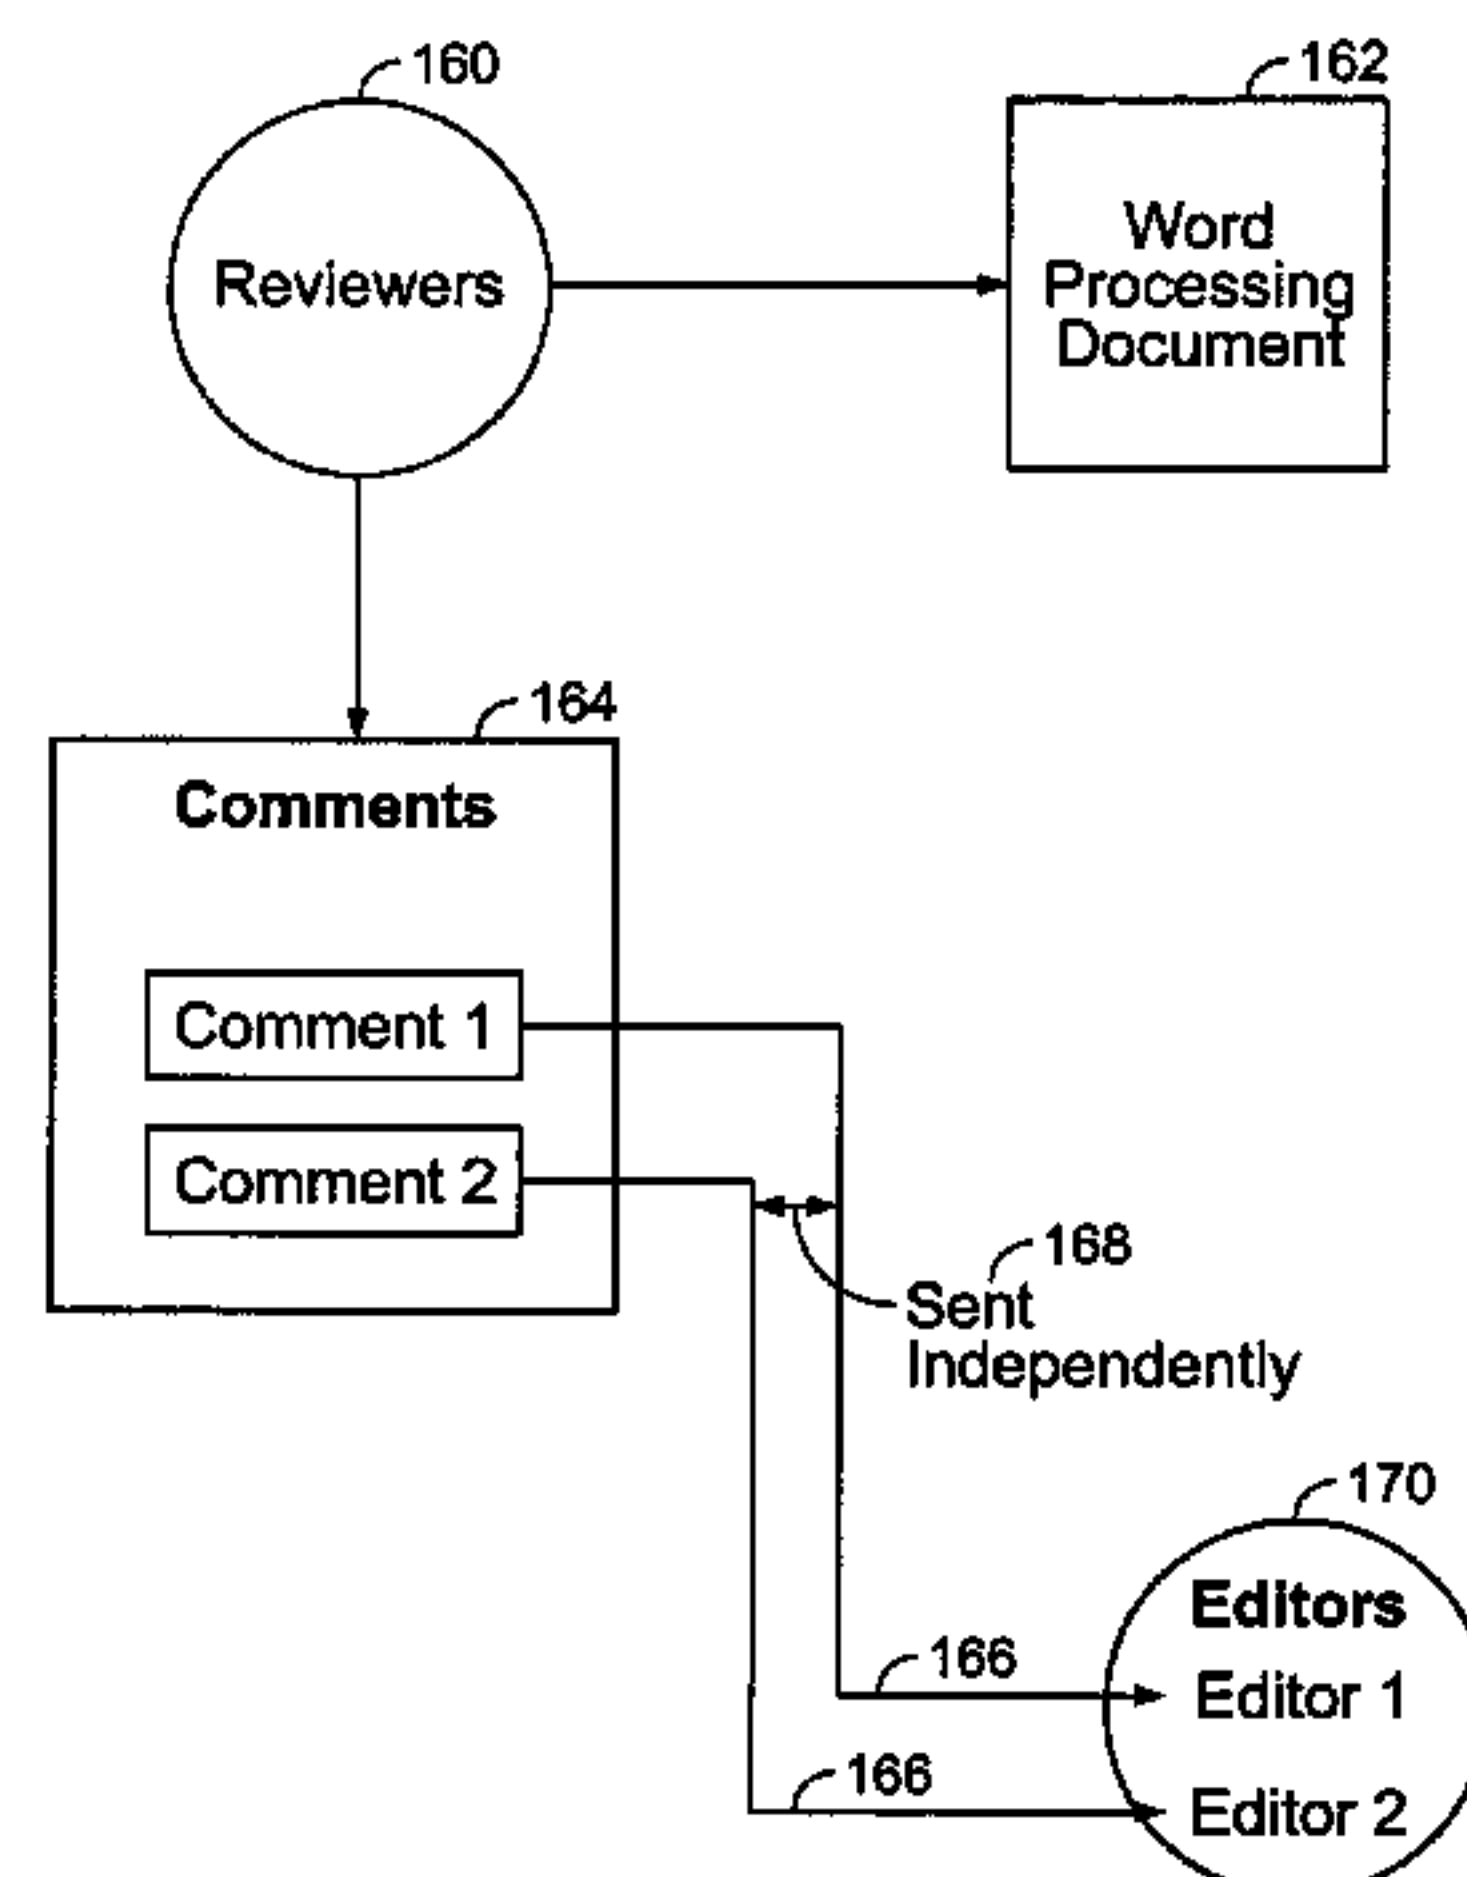 160
162
Reviewers
Word
Processing
Document
164
Comments
Comment 1
Comment 2
168
Sent
Independently
170
Editors
166
Editor 1
166
Editor 2